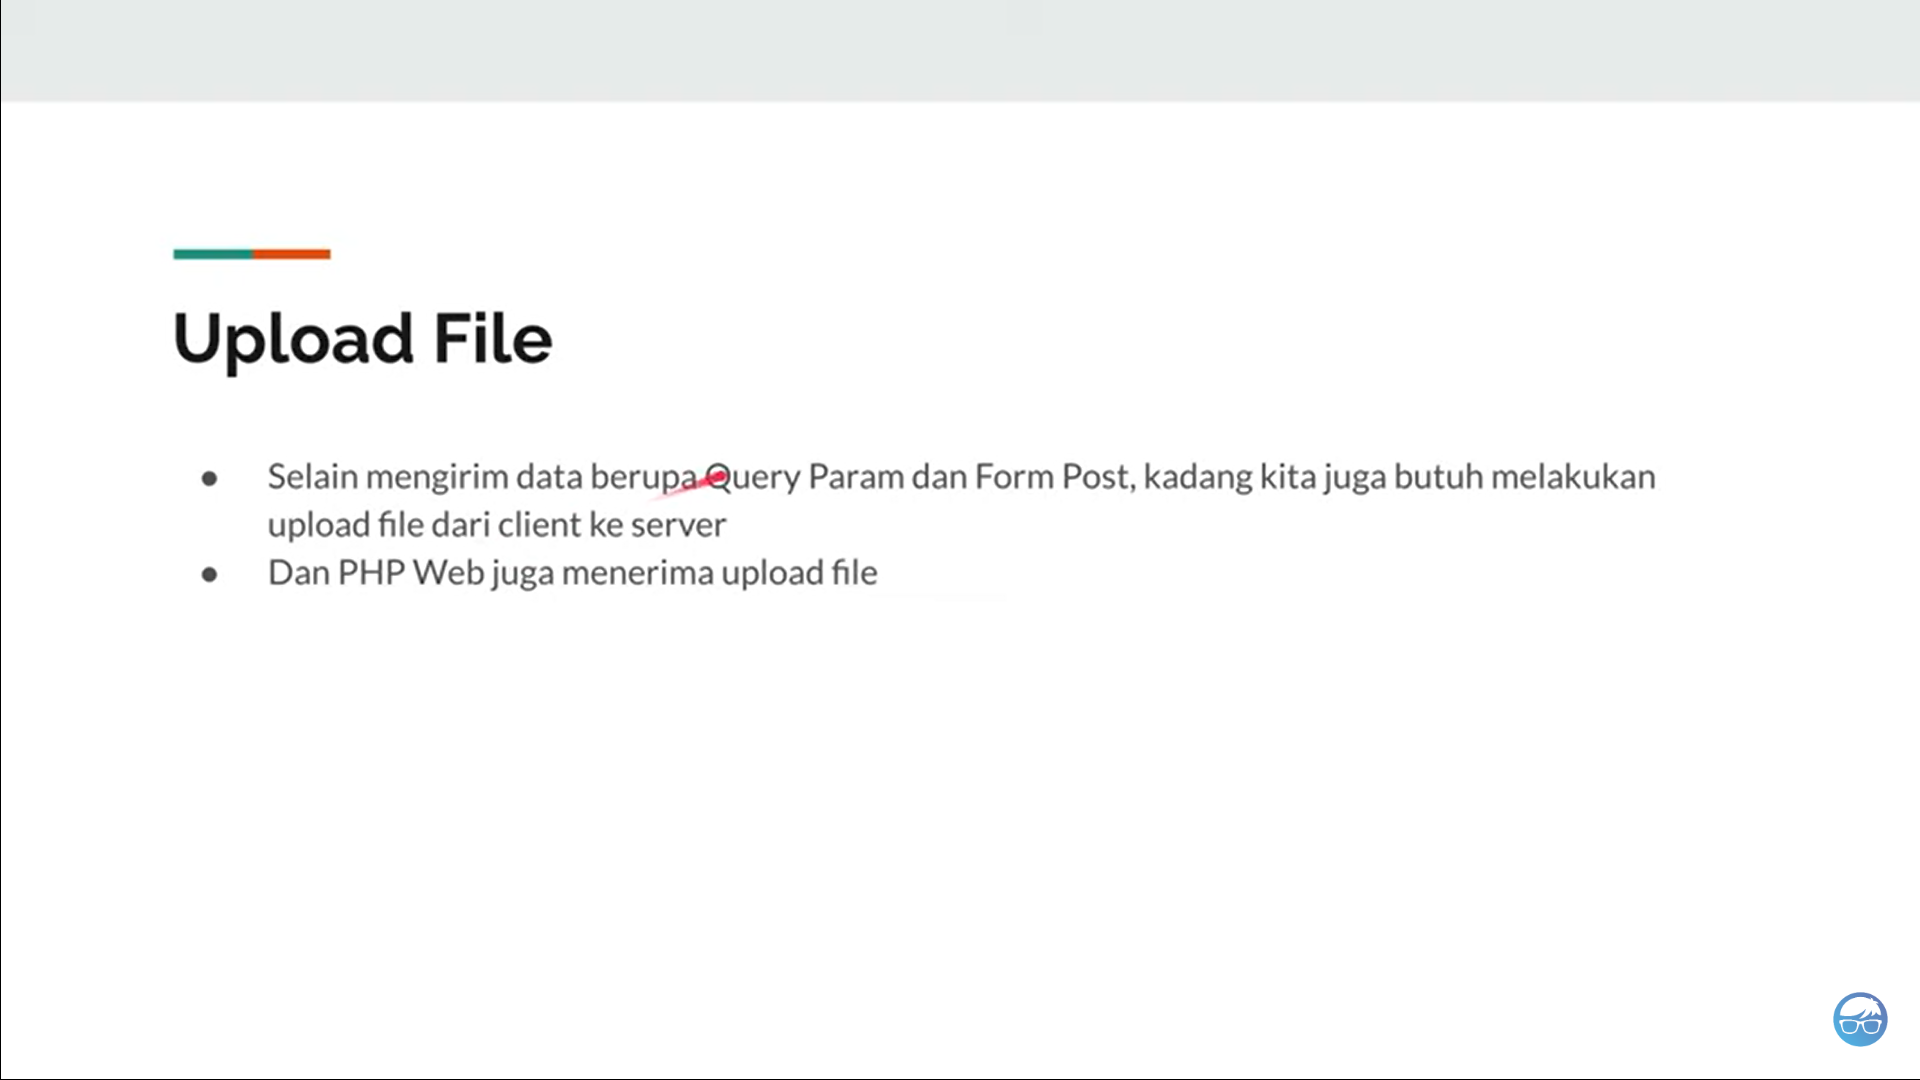 Upload File
● Selain mengirim data berupa Query Param dan Form Post, kadang kita juga butuh melakukan
upload file dari client ke server
● Dan PHP Web juga menerima upload file